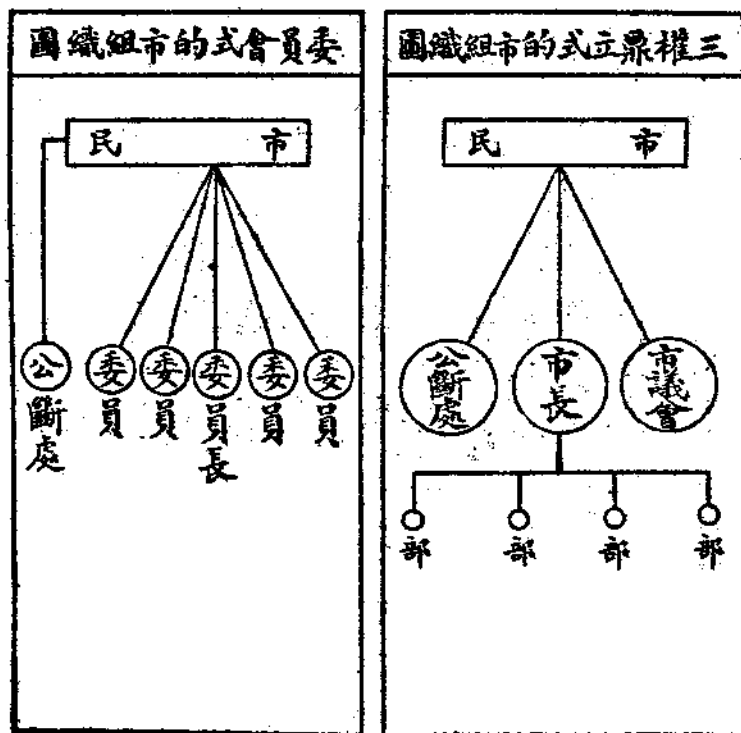 三權鼎立式的市組織圖
市民
市議會
市長
公斷處
部
部
部
部
委員會式的市組織圖
市民
委員
委員
委員長
委員
委員
公斷處